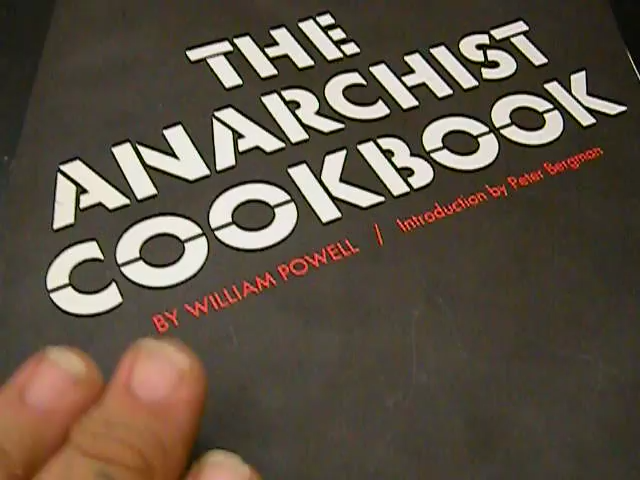 THE
ANARCHIST
COOKBOOK
BY WILLIAM POWELL / Introduction by Peter Bergman